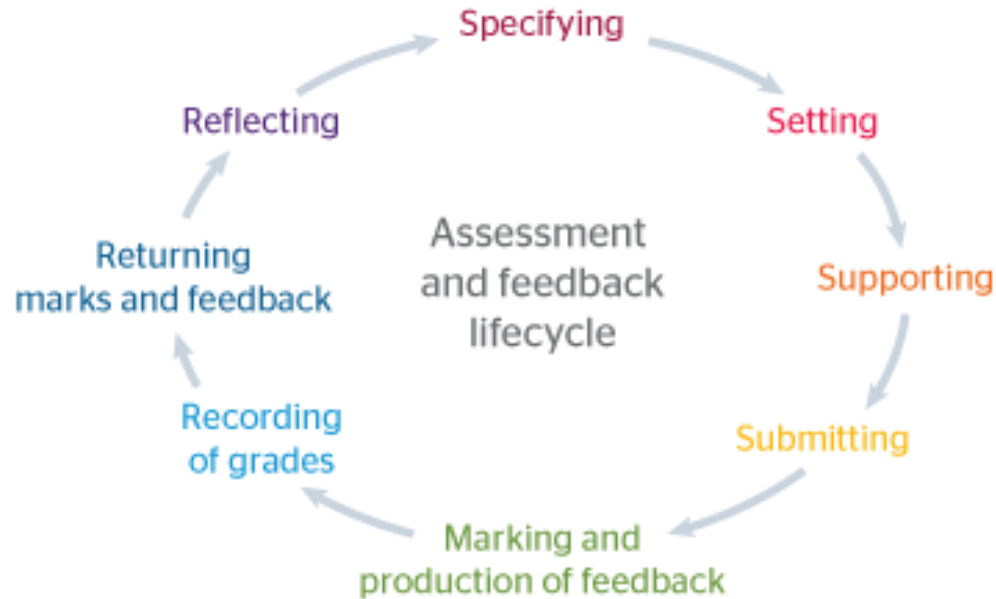 Specifying
Setting
Supporting
Submitting
Marking and
production of feedback
Recording
of grades
Returning
marks and feedback
Reflecting
Assessment
and feedback
lifecycle